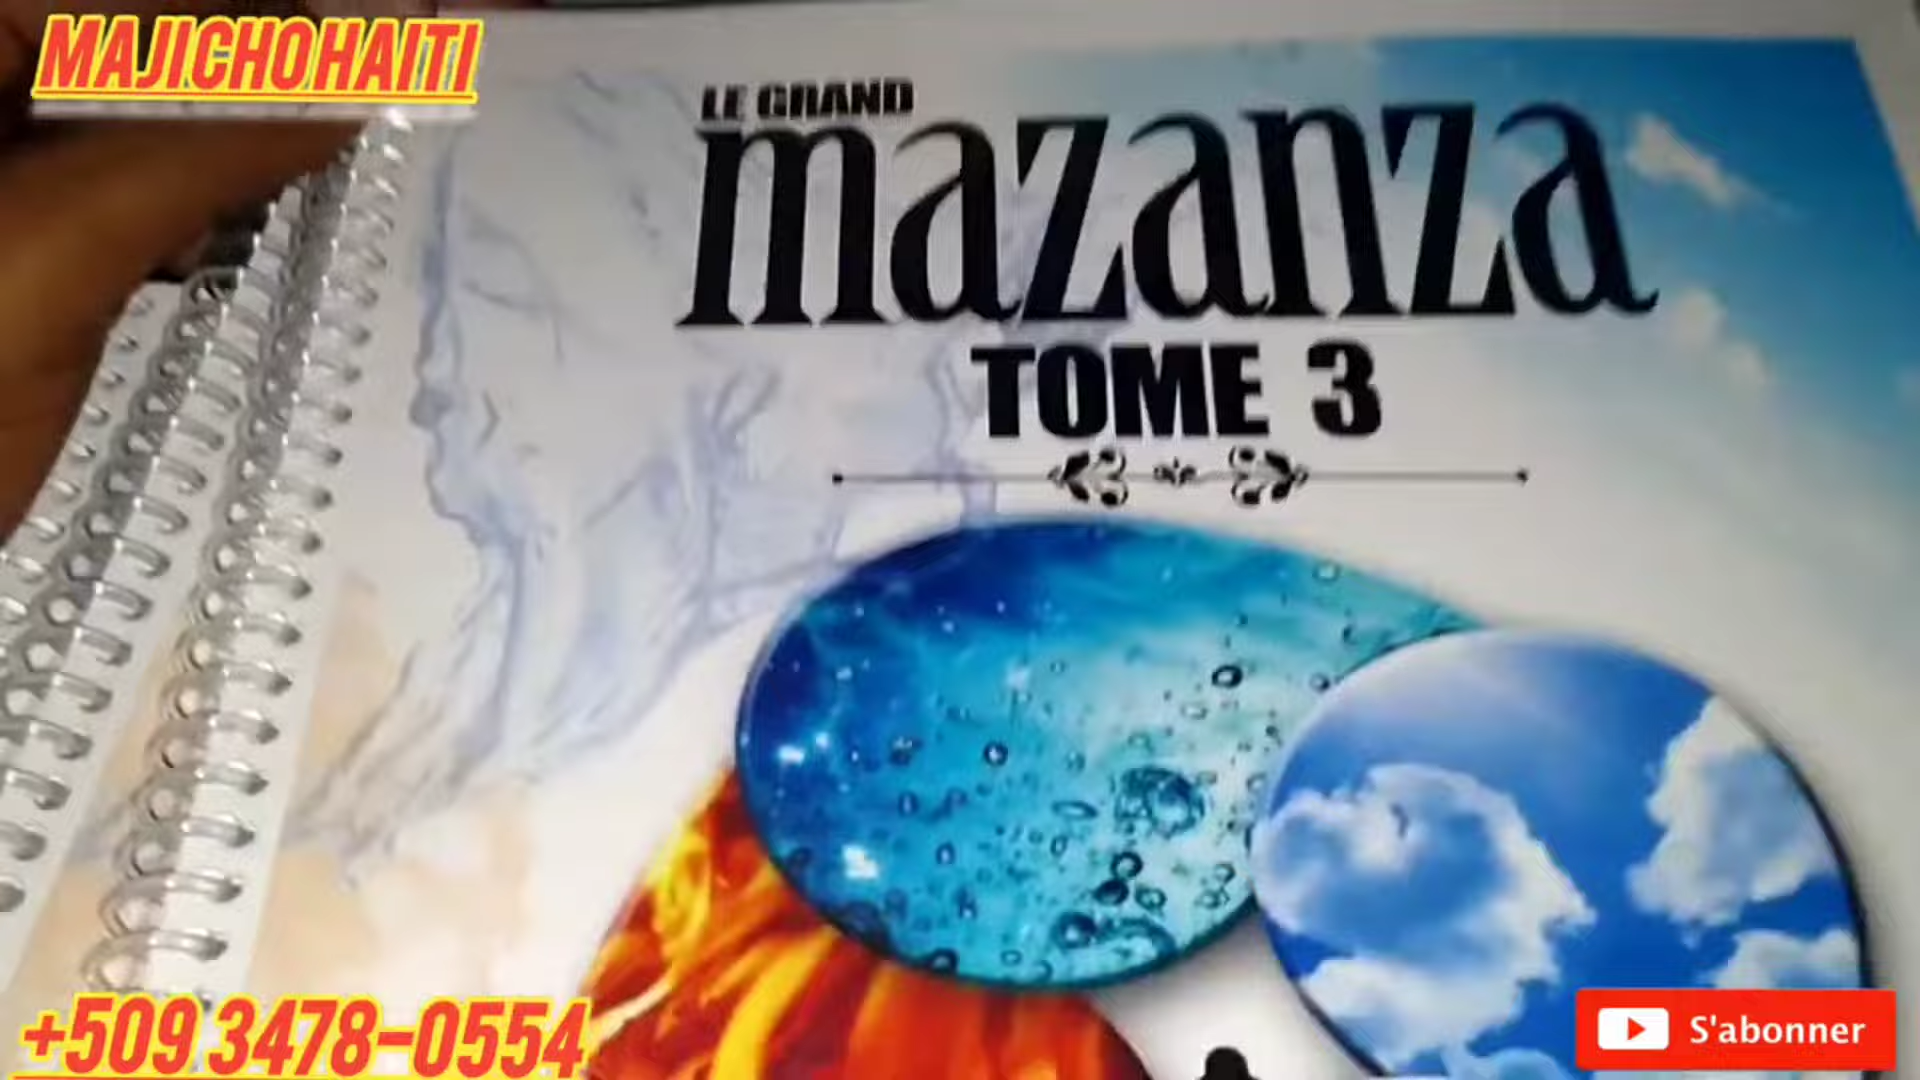 MAJICHOHAITI
LE GRAND
mazanza
TOME 3
+509 3478-0554
S'abonner